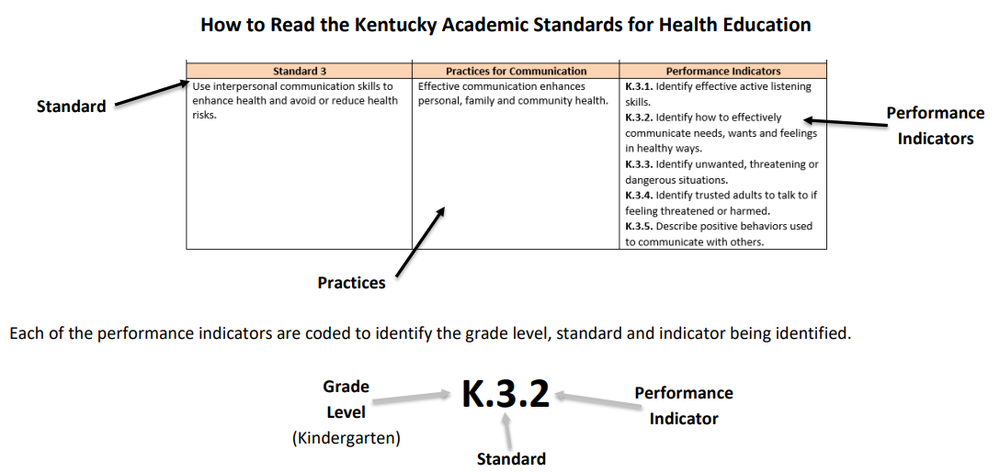 How to Read the Kentucky Academic Standards for Health Education
Standard 3
Practices for Communication
Performance Indicators
Standard
Use interpersonal communication skills to
enhance health and avoid or reduce health
risks.
Effective communication enhances
personal, family and community health.
K.3.1. Identify effective active listening
skills.
K.3.2. Identify how to effectively
communicate needs, wants and feelings
in healthy ways.
K.3.3. Identify unwanted, threatening or
dangerous situations.
K.3.4. Identify trusted adults to talk to if
feeling threatened or harmed.
K.3.5. Describe positive behaviors used
to communicate with others.
Performance
Indicators
Practices
Each of the performance indicators are coded to identify the grade level, standard and indicator being identified.
Grade
Level
(Kindergarten)
K.3.2
Performance
Indicator
Standard